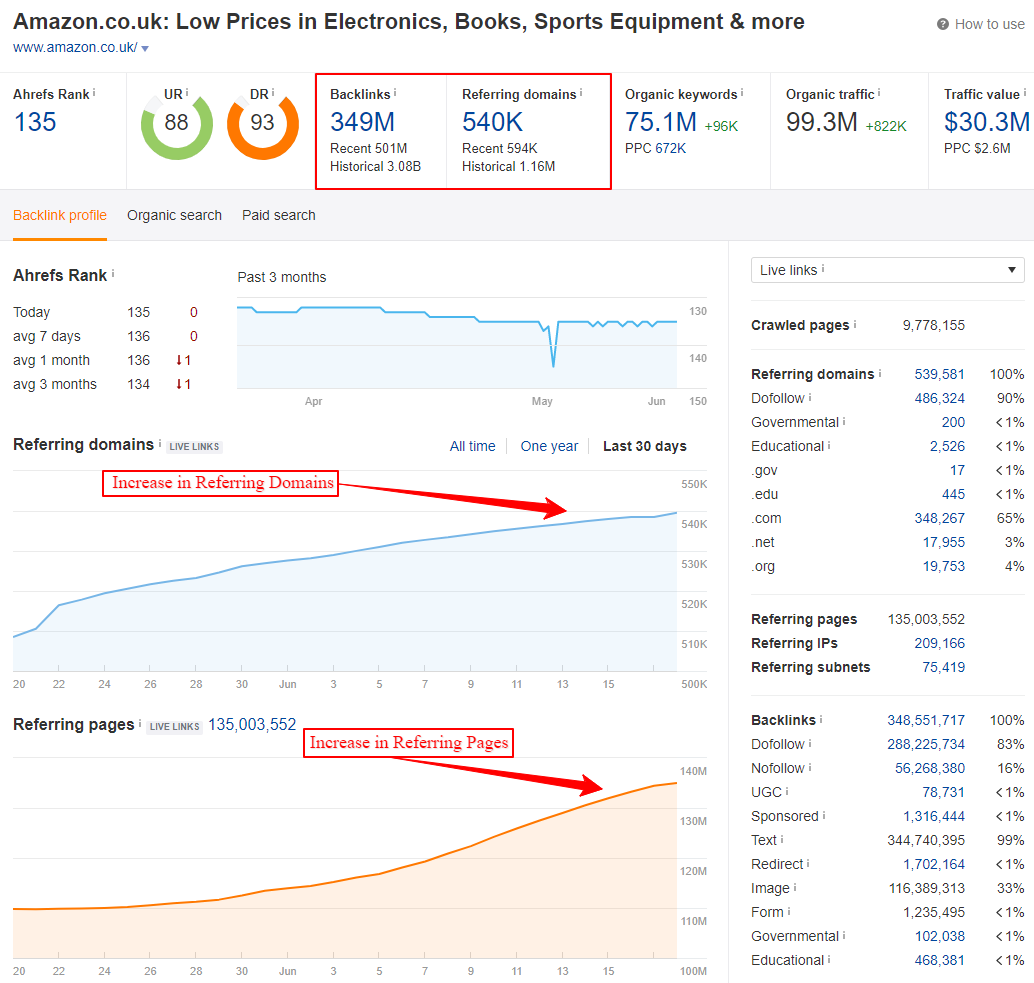 Amazon.co.uk: Low Prices in Electronics, Books, Sports Equipment & more
How to use
www.amazon.co.uk/
Ahrefs Rank
135
UR
88
DR
93
Backlinks
349M
Recent 501M
Historical 3.08B
Referring domains
540K
Recent 594K
Historical 1.16M
Organic keywords
75.1M +96K
PPC 672K
Organic traffic
99.3M +822K
Traffic value
$30.3M
PPC $2.6M
Backlink profile Organic search Paid search
Ahrefs Rank
Today 135 0
avg 7 days 136 0
avg 1 month 136 ↓1
avg 3 months 134 ↓1
Past 3 months
130
140
150
Apr May Jun
Referring domains LIVE LINKS
All time One year Last 30 days
Increase in Referring Domains
550K
540K
530K
520K
510K
500K
20 22 24 26 28 30 Jun 3 5 7 9 11 13 15
Referring pages LIVE LINKS 135,003,552
Increase in Referring Pages
140M
130M
120M
110M
100M
20 22 24 26 28 30 Jun 3 5 7 9 11 13 15
Live links
Crawled pages 9,778,155
Referring domains 539,581 100%
Dofollow 486,324 90%
Governmental 200 <1%
Educational 2,526 <1%
.gov 17 <1%
.edu 445 <1%
.com 348,267 65%
.net 17,955 3%
.org 19,753 4%
Referring pages 135,003,552
Referring IPs 209,166
Referring subnets 75,419
Backlinks 348,551,717 100%
Dofollow 288,225,734 83%
Nofollow 56,268,380 16%
UGC 78,731 <1%
Sponsored 1,316,444 <1%
Text 344,740,395 99%
Redirect 1,702,164 <1%
Image 116,389,313 33%
Form 1,235,495 <1%
Governmental 102,038 <1%
Educational 468,381 <1%